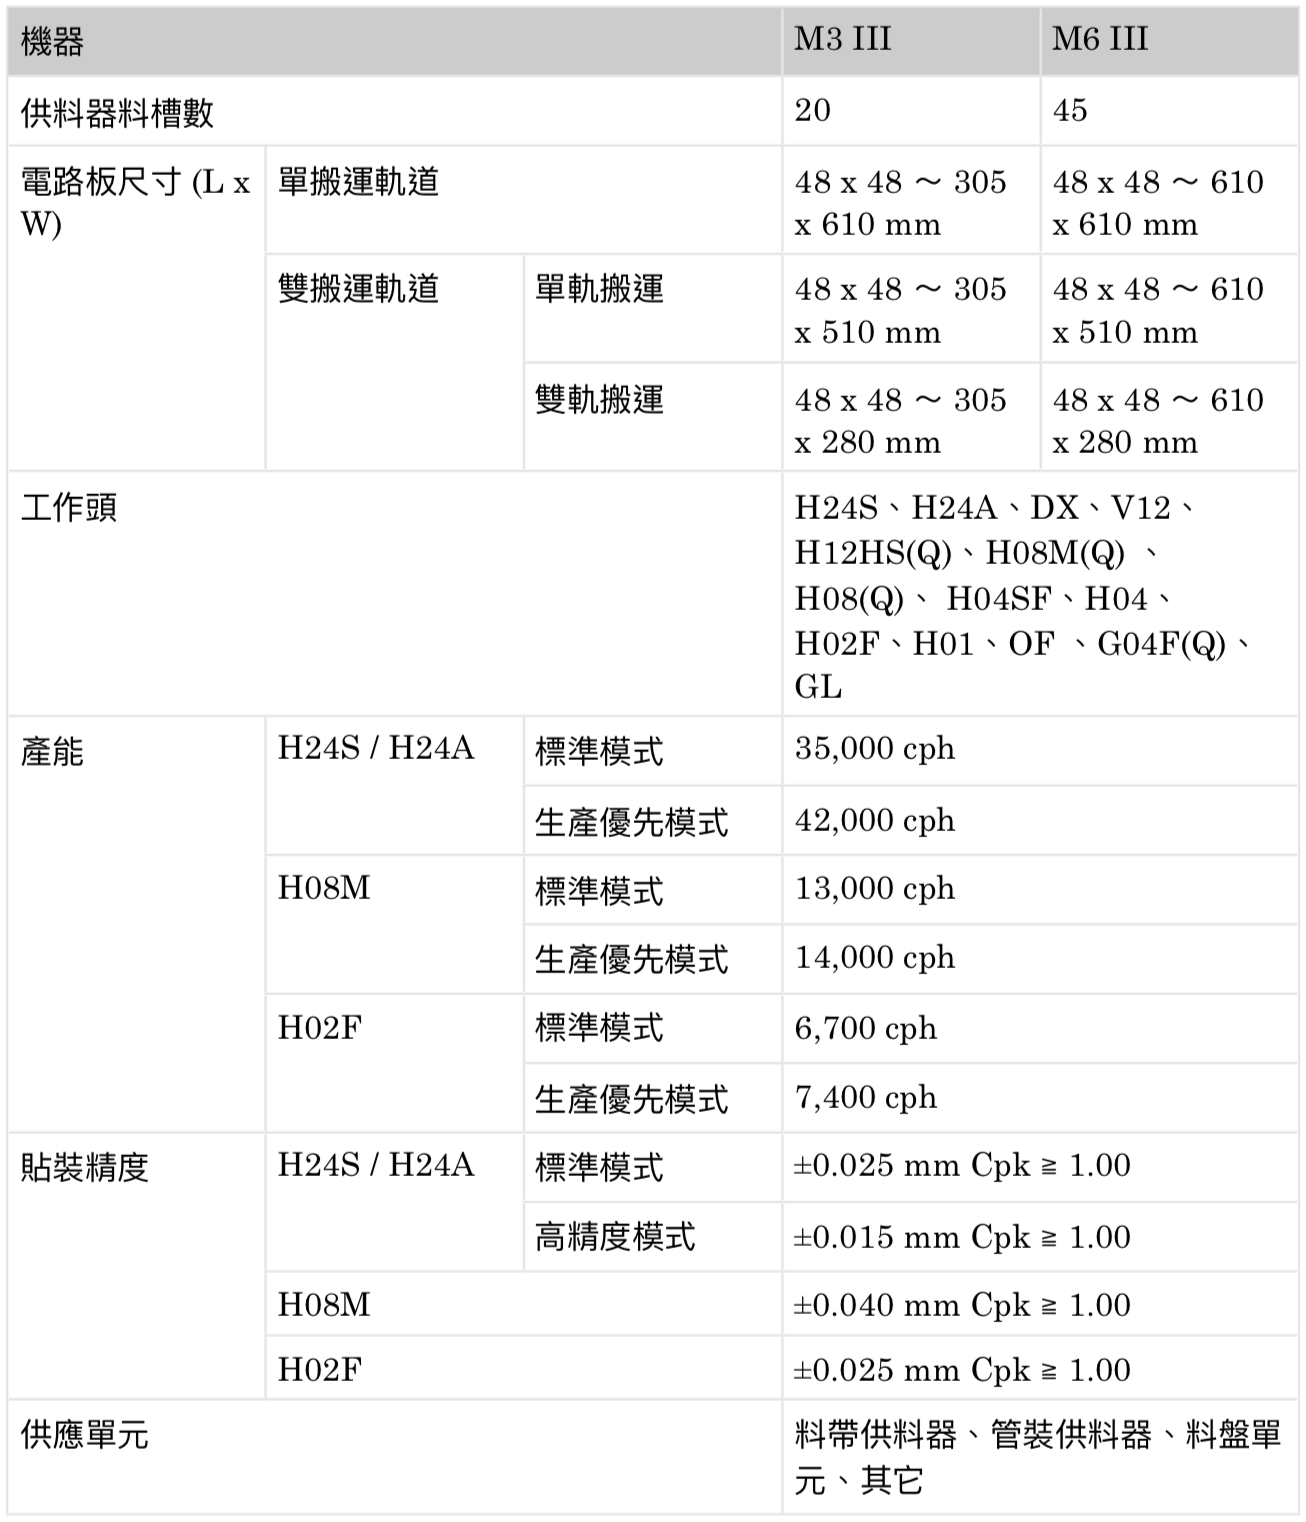 機器 M3 III M6 III
供料器料槽數 20 45
電路板尺寸 (L x
W)
單搬運軌道
48 x 48 ～ 305
x 610 mm
48 x 48 ～ 610
x 610 mm
雙搬運軌道
單軌搬運
48 x 48 ～ 305
x 510 mm
48 x 48 ～ 610
x 510 mm
雙軌搬運
48 x 48 ～ 305
x 280 mm
48 x 48 ～ 610
x 280 mm
工作頭
H24S、H24A、DX、V12、
H12HS(Q)、H08M(Q) 、
H08(Q)、 H04SF、H04、
H02F、H01、OF 、G04F(Q)、
GL
產能 H24S / H24A 標準模式 35,000 cph
生產優先模式 42,000 cph
H08M 標準模式 13,000 cph
生產優先模式 14,000 cph
H02F 標準模式 6,700 cph
生產優先模式 7,400 cph
貼裝精度 H24S / H24A 標準模式 ±0.025 mm Cpk ≧ 1.00
高精度模式 ±0.015 mm Cpk ≧ 1.00
H08M ±0.040 mm Cpk ≧ 1.00
H02F ±0.025 mm Cpk ≧ 1.00
供應單元
料帶供料器、管裝供料器、料盤單
元、其它